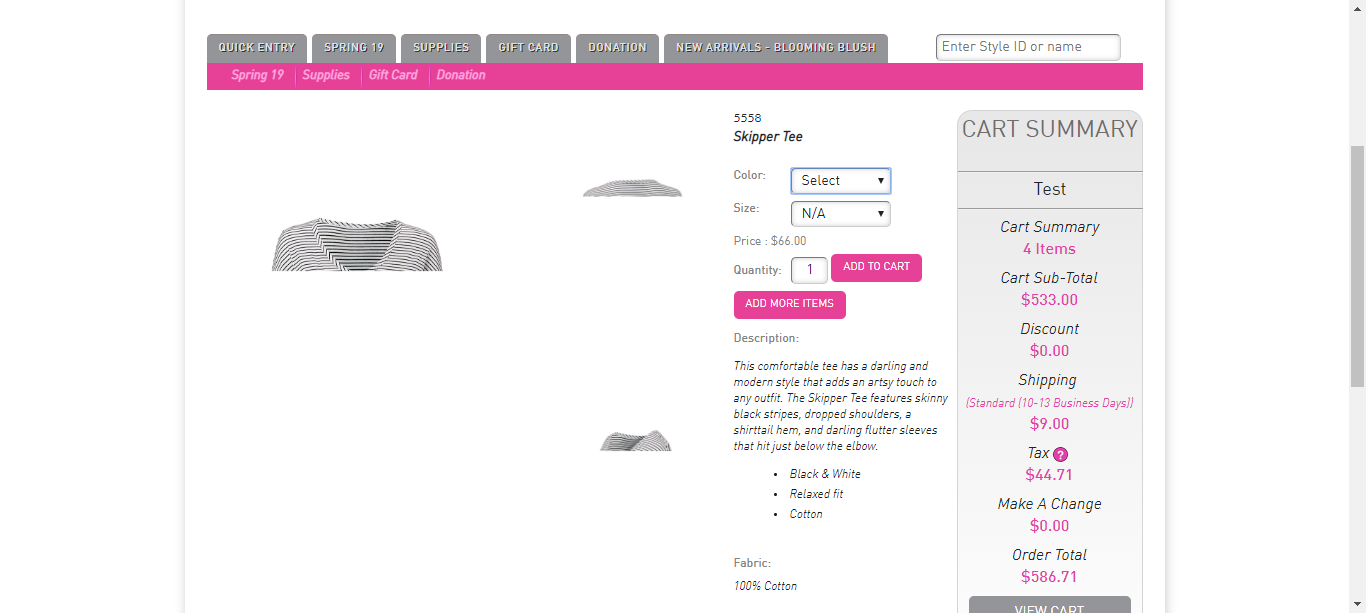 QUICK ENTRY
SPRING 19
SUPPLIES
GIFT CARD
DONATION
NEW ARRIVALS - BLOOMING BLUSH
Enter Style ID or name
Spring 19
Supplies
Gift Card
Donation
5558
Skipper Tee
Color:
Select
Size:
N/A
Price : $66.00
Quantity:
1
ADD TO CART
ADD MORE ITEMS
Description:
This comfortable tee has a darling and
modern style that adds an artsy touch to
any outfit. The Skipper Tee features skinny
black stripes, dropped shoulders, a
shirttail hem, and darling flutter sleeves
that hit just below the elbow.
• Black & White
• Relaxed fit
• Cotton
Fabric:
100% Cotton
CART SUMMARY
Test
Cart Summary
4 Items
Cart Sub-Total
$533.00
Discount
$0.00
Shipping
(Standard (10-13 Business Days))
$9.00
Tax ?
$44.71
Make A Change
$0.00
Order Total
$586.71
VIEW CART